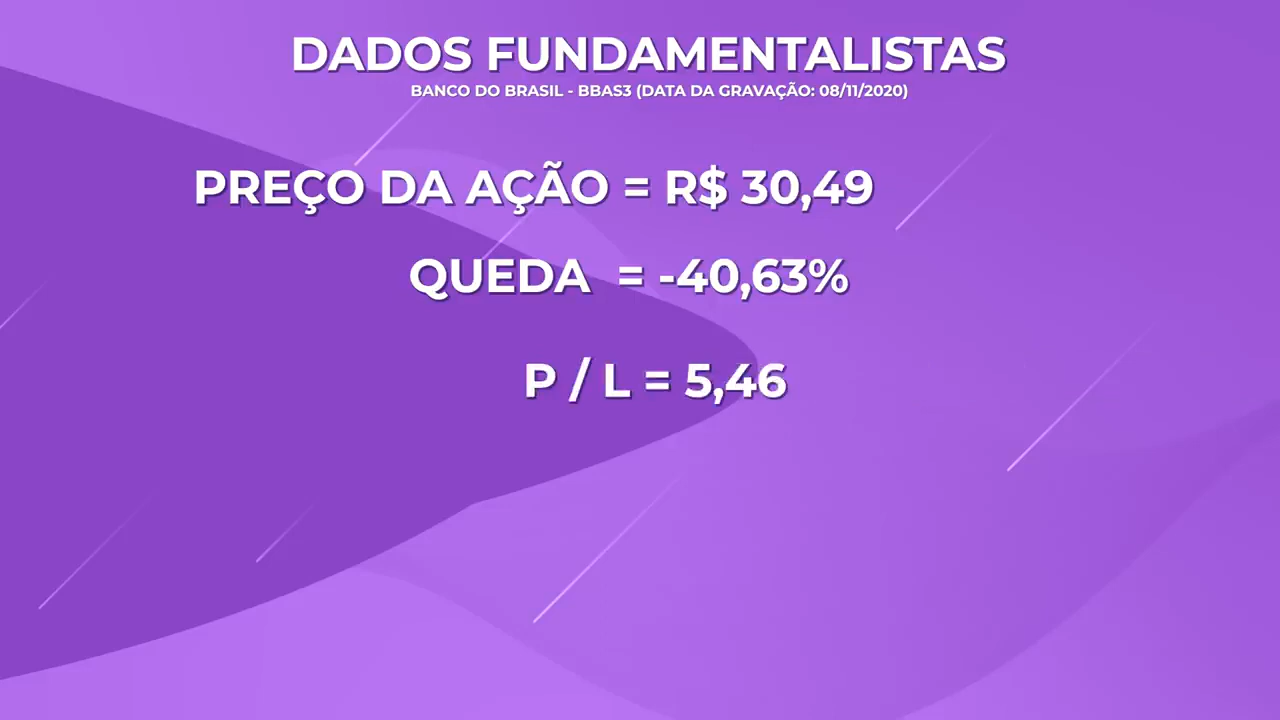 DADOS FUNDAMENTALISTAS
BANCO DO BRASIL - BBAS3 (DATA DA GRAVAÇÃO: 08/11/2020)
PREÇO DA AÇÃO = R$ 30,49
QUEDA = -40,63%
P / L = 5,46